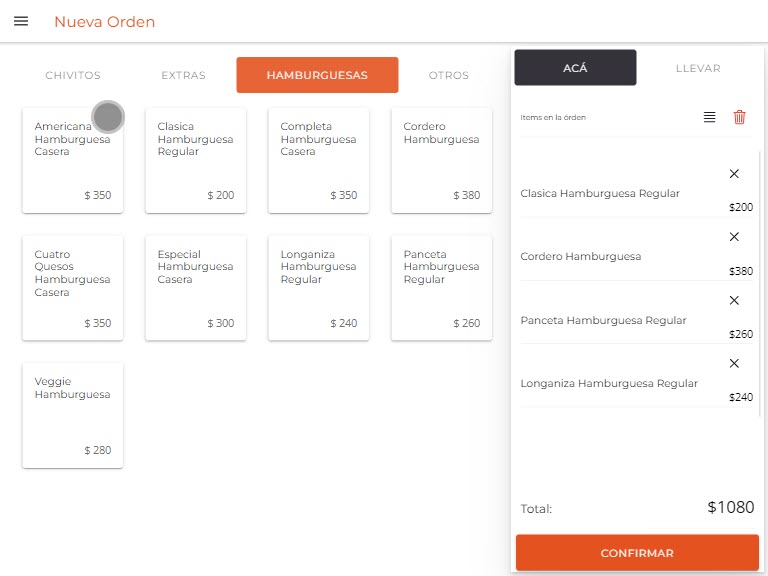 Nueva Orden
CHIVITOS
EXTRAS
HAMBURGUESAS
OTROS
Americana
Hamburguesa
Casera
$ 350
Clasica
Hamburguesa
Regular
$ 200
Completa
Hamburguesa
Casera
$ 350
Cordero
Hamburguesa
$ 380
Cuatro
Quesos
Hamburguesa
Casera
$ 350
Especial
Hamburguesa
Casera
$ 300
Longaniza
Hamburguesa
Regular
$ 240
Panceta
Hamburguesa
Regular
$ 260
Veggie
Hamburguesa
$ 280
ACÁ
LLEVAR
Items en la órden
Clasica Hamburguesa Regular
$200
Cordero Hamburguesa
$380
Panceta Hamburguesa Regular
$260
Longaniza Hamburguesa Regular
$240
Total:
$1080
CONFIRMAR